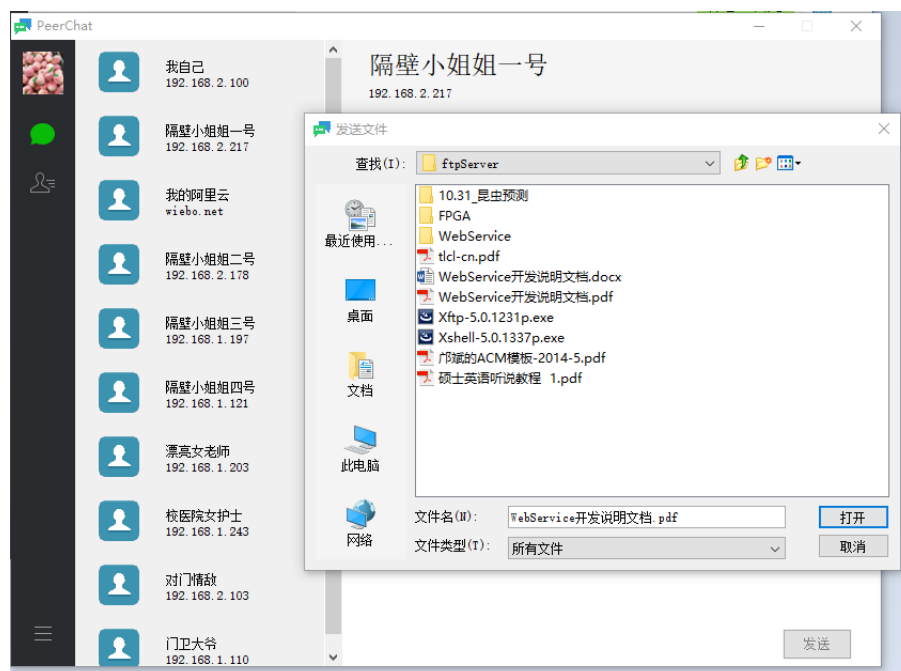 PeerChat
我自己
192.168.2.100
隔壁小姐姐一号
192.168.2.217
我的阿里云
wiebo.net
隔壁小姐姐二号
192.168.2.178
隔壁小姐姐三号
192.168.1.197
隔壁小姐姐四号
192.168.1.121
漂亮女老师
192.168.1.203
校医院女护士
192.168.1.243
对门情敌
192.168.2.103
门卫大爷
192.168.1.110
隔壁小姐姐一号
192.168.2.217
发送文件
查找(I):
ftpServer
最近使用...
桌面
文档
此电脑
网络
10.31_昆虫预测
FPGA
WebService
tlcl-cn.pdf
WebService开发说明文档.docx
WebService开发说明文档.pdf
Xftp-5.0.1231p.exe
Xshell-5.0.1337p.exe
邝斌的ACM模板-2014-5.pdf
硕士英语听说教程 1.pdf
文件名(N):
WebService开发说明文档.pdf
打开
文件类型(T):
所有文件
取消
发送